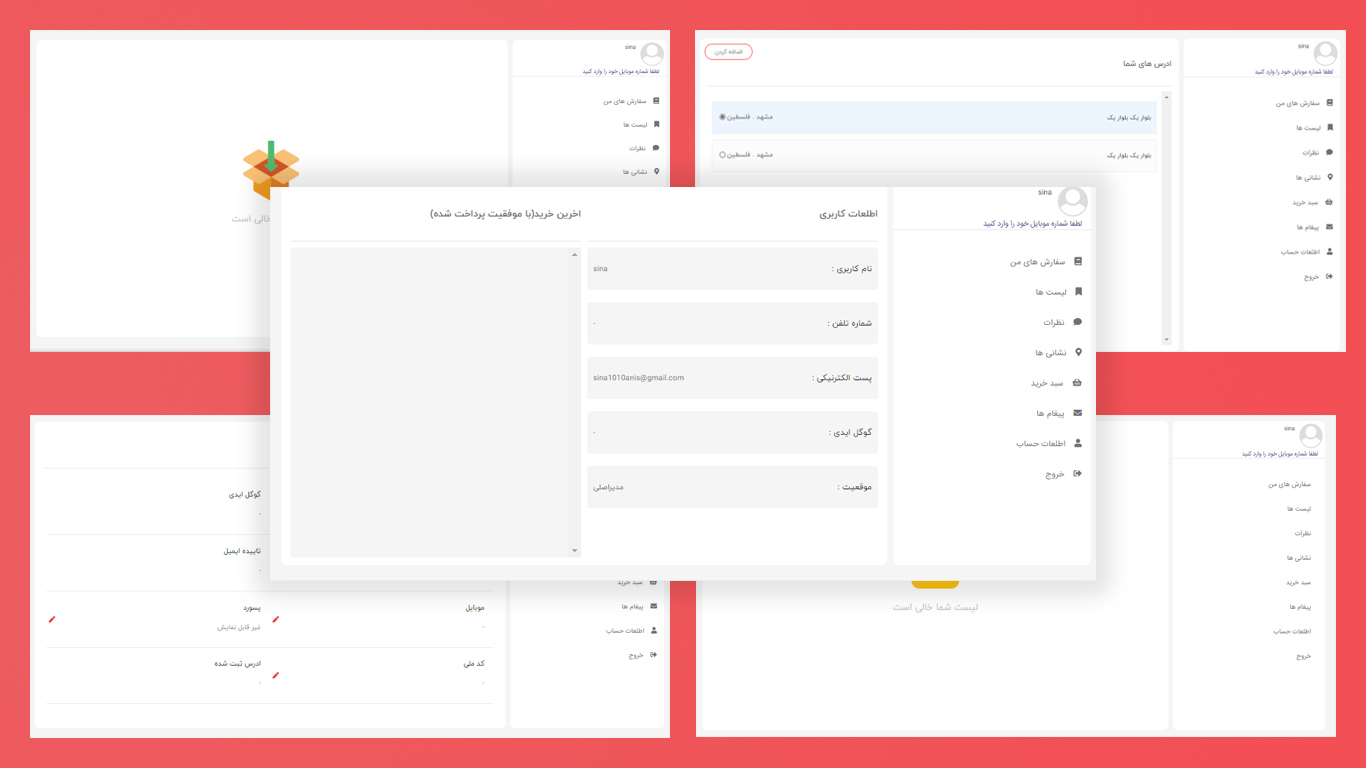 sina
لطفا شماره موبایل خود را وارد کنید
سفارش های من
لیست ها
نظرات
نشانی ها
خالی است
sina
لطفا شماره موبایل خود را وارد کنید
ادرس های شما
اضافه کردن
بلوار یک بلوار یک
مشهد . فلسطین
بلوار یک بلوار یک
مشهد . فلسطین
سفارش های من
لیست ها
نظرات
نشانی ها
سبد خرید
پیغام ها
اطلعات حساب
خروج
sina
لطفا شماره موبایل خود را وارد کنید
سفارش های من
لیست ها
نظرات
نشانی ها
سبد خرید
پیغام ها
اطلعات حساب
خروج
اطلعات کاربری
نام کاربری :
sina
شماره تلفن :
-
پست الکترنیکی :
sina1010anis@gmail.com
گوگل ایدی :
-
موقعیت :
مدیراصلی
اخرین خرید(با موفقیت پرداخت شده)
سبد خرید
پیغام ها
اطلعات حساب
خروج
گوگل ایدی
-
تاییده ایمیل
-
موبایل
-
پسورد
غیر قابل نمایش
کد ملی
-
ادرس ثبت شده
-
sina
لطفا شماره موبایل خود را وارد کنید
سفارش های من
لیست ها
نظرات
نشانی ها
سبد خرید
پیغام ها
اطلعات حساب
خروج
لیست شما خالی است